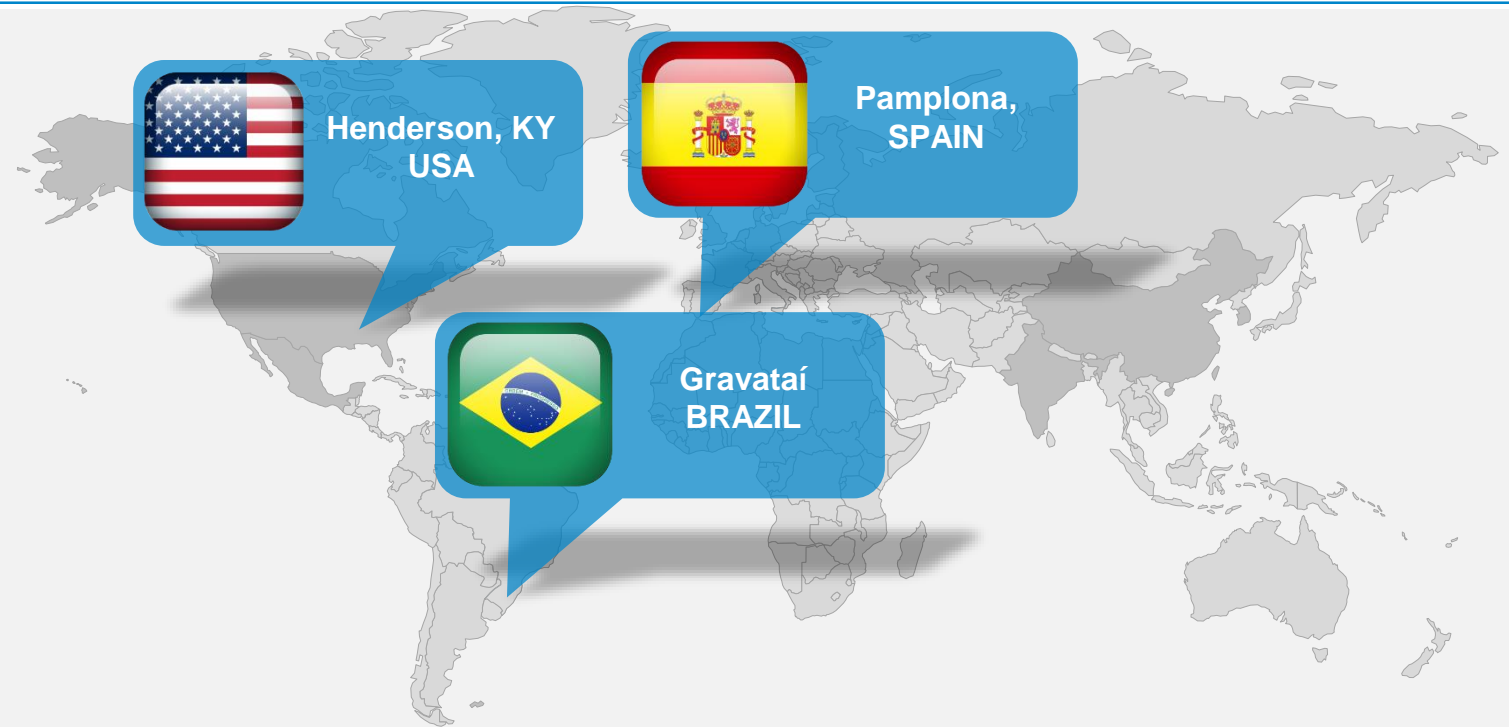 Henderson, KY
USA
Pamplona,
SPAIN
Gravataí
BRAZIL